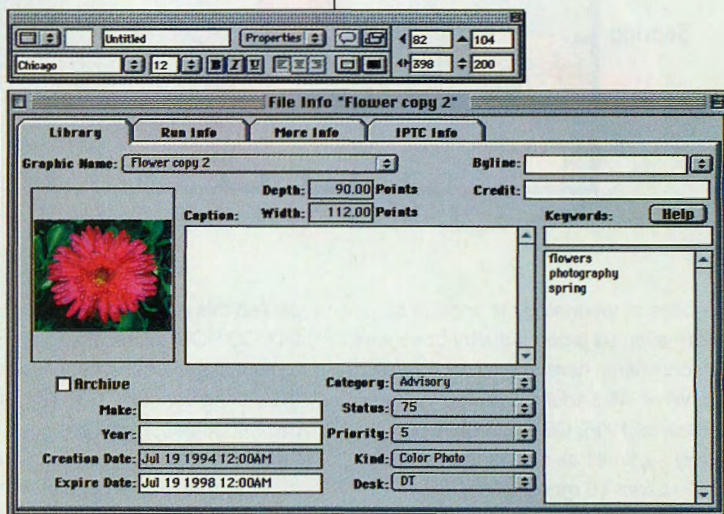 Untitled
Properties
82
104
Chicago
12
B I U
398
200
File Info "Flower copy 2"
Library
Run Info
More Info
IPTC Info
Graphic Name: Flower copy 2
Byline:
Depth: 90.00 Points
Credit:
Caption:
Width: 112.00 Points
Keywords:
Help
flowers
photography
spring
Archive
Category: Advisory
Make:
Status: 75
Year:
Priority: 5
Creation Date: Jul 19 1994 12:00AM
Kind: Color Photo
Expire Date: Jul 19 1998 12:00AM
Desk: DT